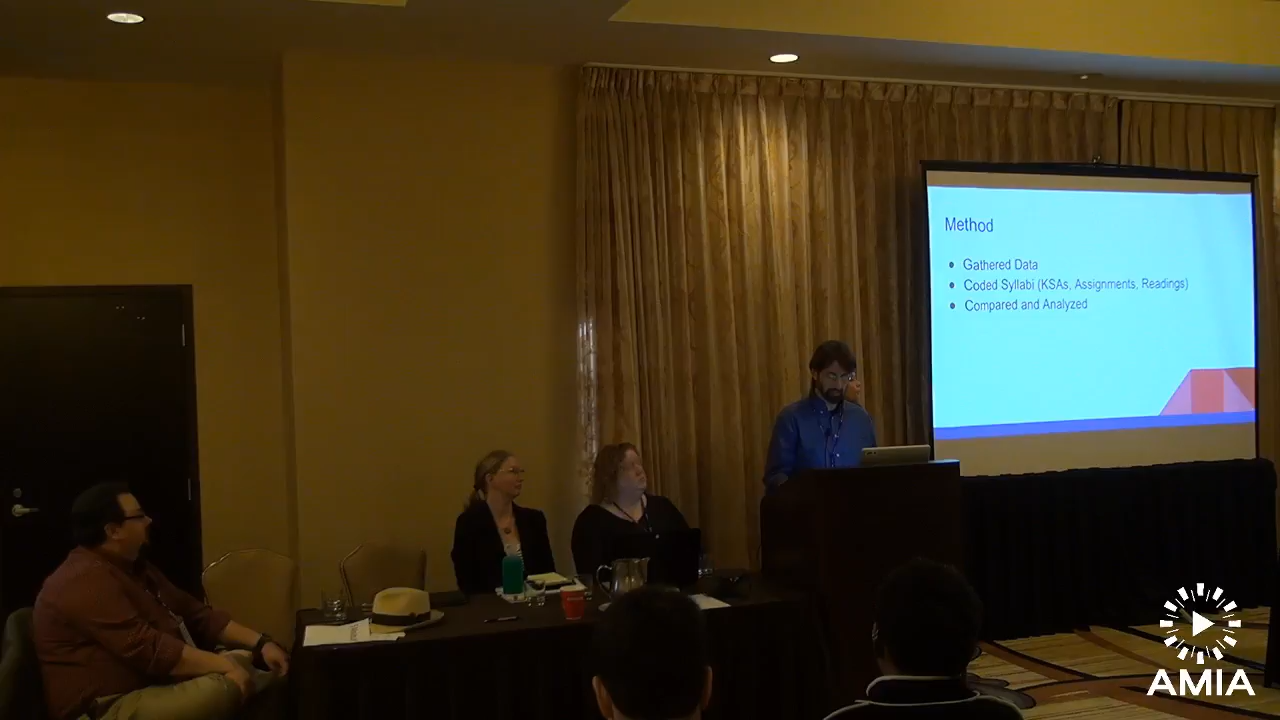 Method
• Gathered Data
• Coded Syllabi (KSAs, Assignments, Readings)
• Compared and Analyzed
AMIA